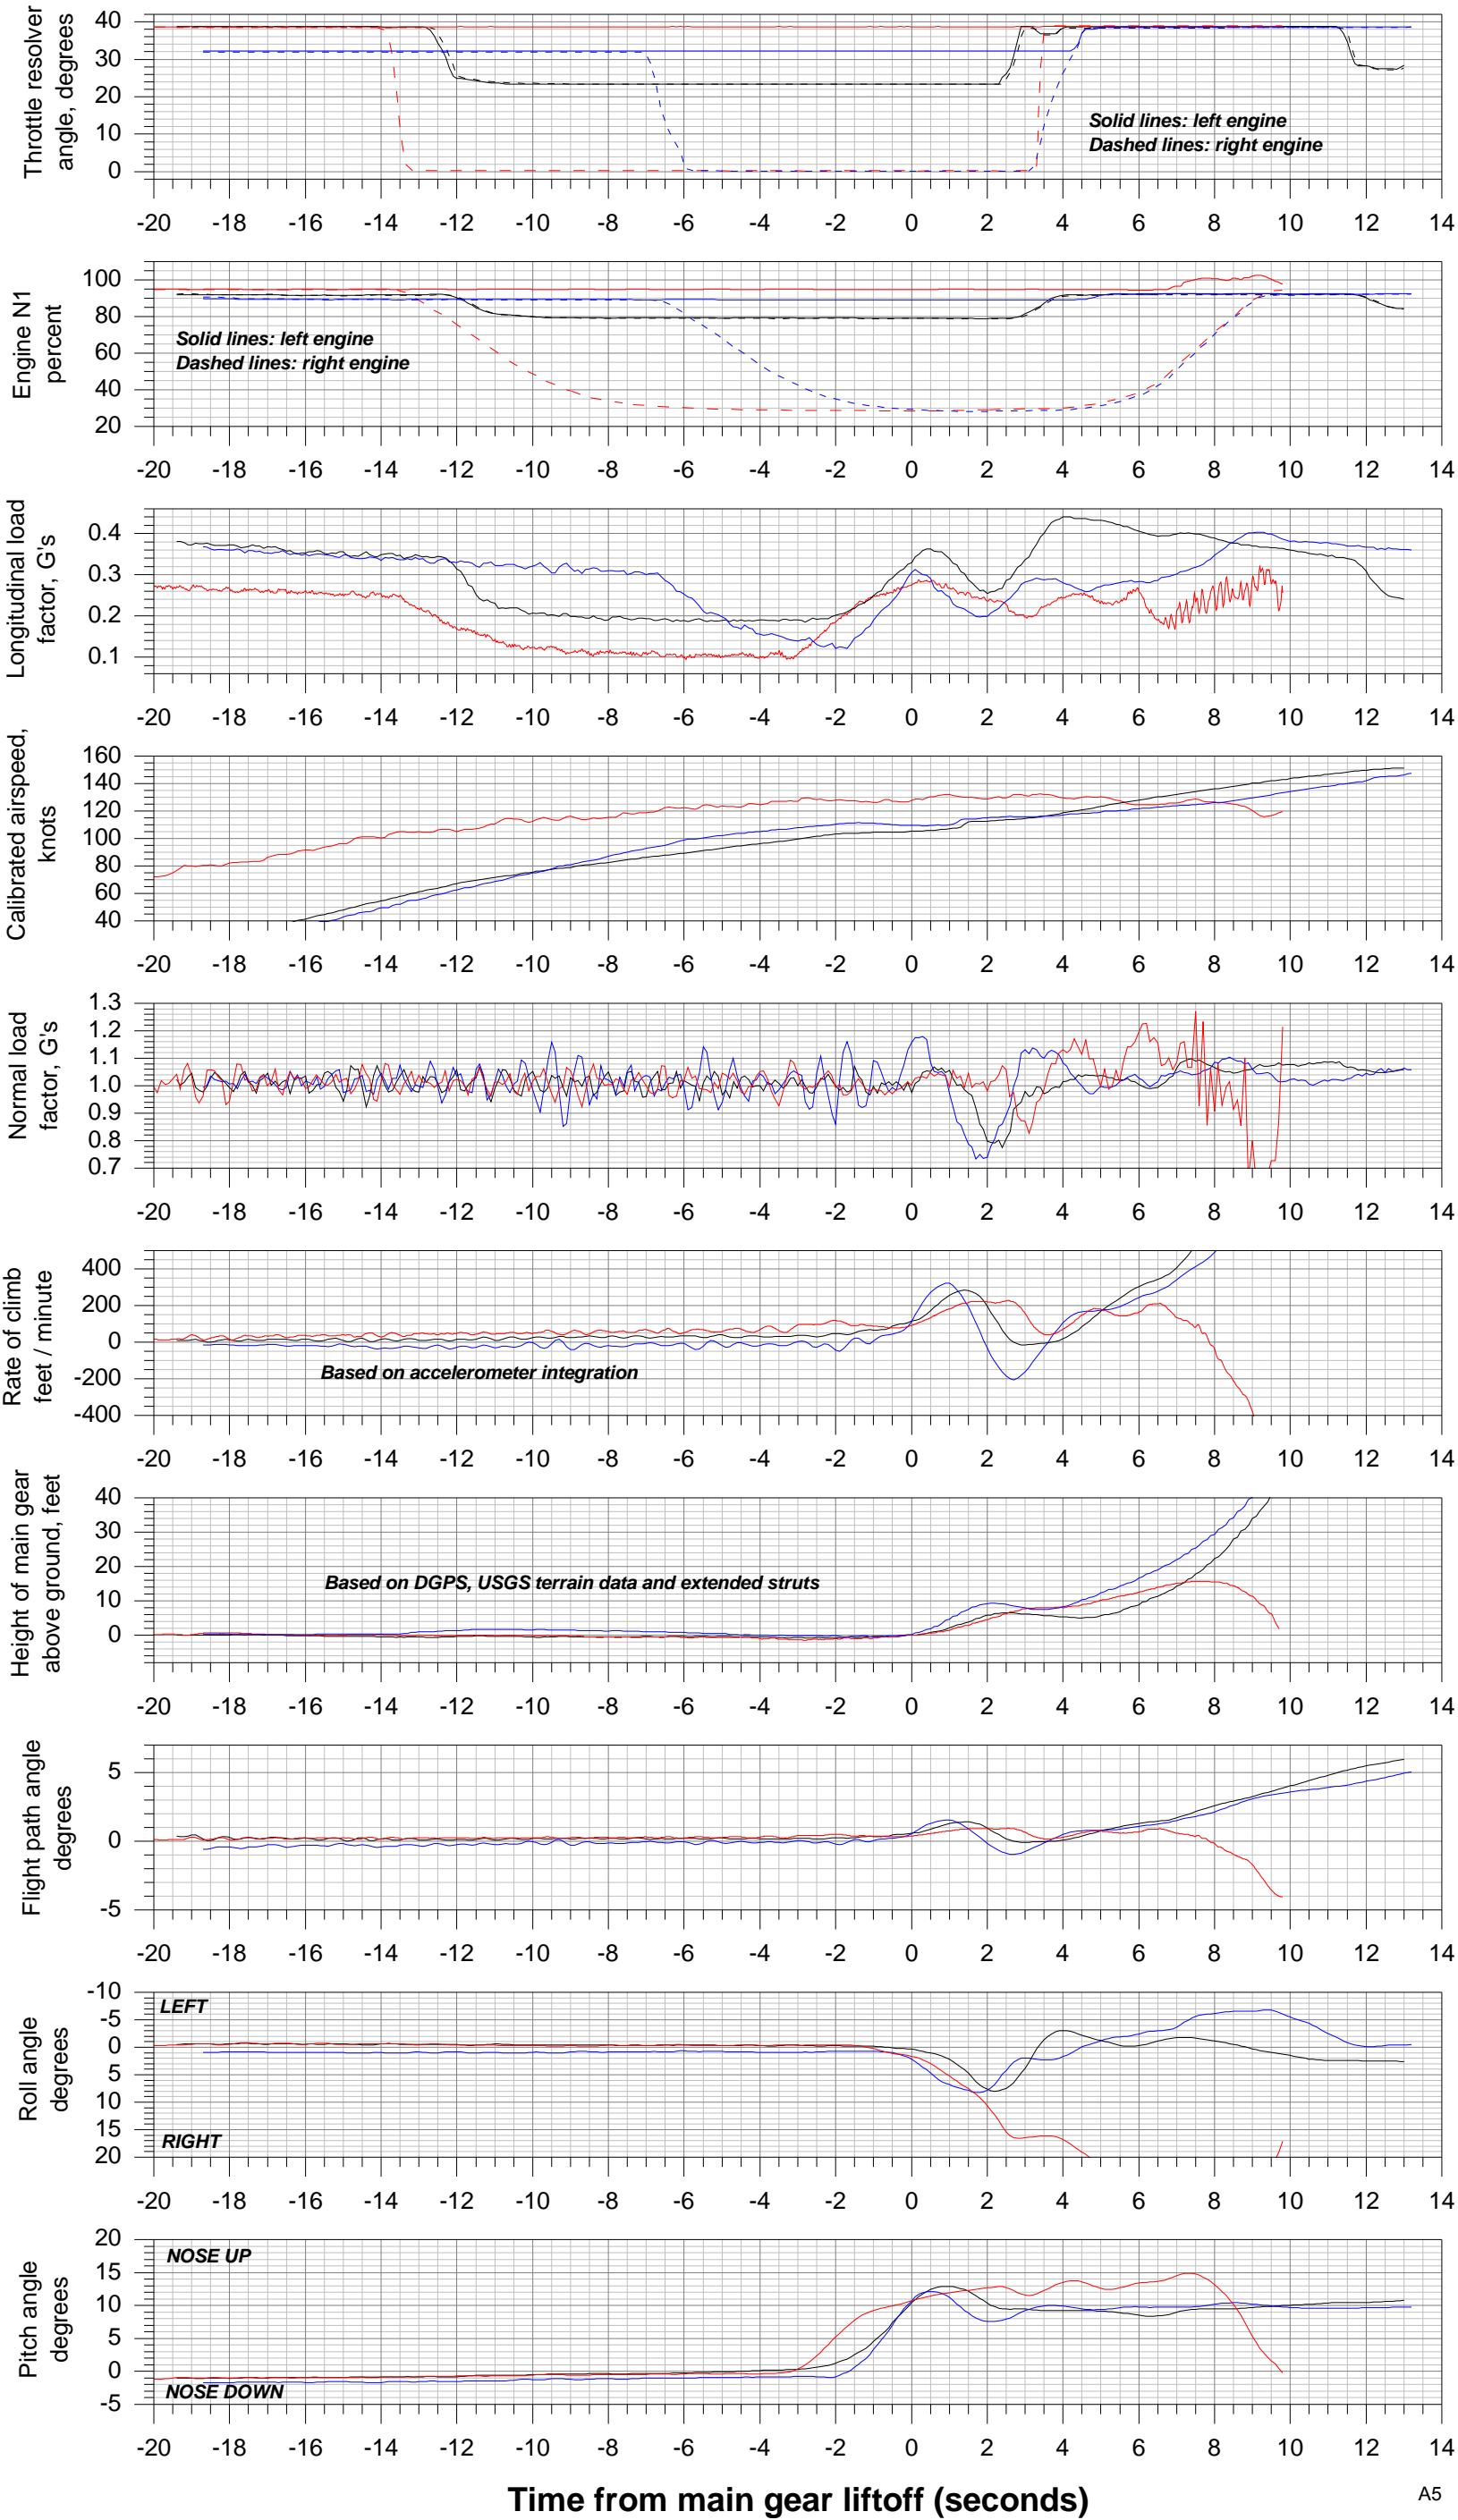 Throttle resolver
angle, degrees
40
30
20
10
0
Solid lines: left engine
Dashed lines: right engine
-20 -18 -16 -14 -12 -10 -8 -6 -4 -2 0 2 4 6 8 10 12 14
Engine N1
percent
100
80
60
40
20
Solid lines: left engine
Dashed lines: right engine
-20 -18 -16 -14 -12 -10 -8 -6 -4 -2 0 2 4 6 8 10 12 14
Longitudinal load
factor, G's
0.4
0.3
0.2
0.1
-20 -18 -16 -14 -12 -10 -8 -6 -4 -2 0 2 4 6 8 10 12 14
Calibrated airspeed,
knots
160
140
120
100
80
60
40
-20 -18 -16 -14 -12 -10 -8 -6 -4 -2 0 2 4 6 8 10 12 14
Normal load
factor, G's
1.3
1.2
1.1
1.0
0.9
0.8
0.7
-20 -18 -16 -14 -12 -10 -8 -6 -4 -2 0 2 4 6 8 10 12 14
Rate of climb
feet / minute
400
200
0
-200
-400
Based on accelerometer integration
-20 -18 -16 -14 -12 -10 -8 -6 -4 -2 0 2 4 6 8 10 12 14
Height of main gear
above ground, feet
40
30
20
10
0
Based on DGPS, USGS terrain data and extended struts
-20 -18 -16 -14 -12 -10 -8 -6 -4 -2 0 2 4 6 8 10 12 14
Flight path angle
degrees
5
0
-5
-20 -18 -16 -14 -12 -10 -8 -6 -4 -2 0 2 4 6 8 10 12 14
Roll angle
degrees
-10
-5
0
5
10
15
20
LEFT
RIGHT
-20 -18 -16 -14 -12 -10 -8 -6 -4 -2 0 2 4 6 8 10 12 14
Pitch angle
degrees
20
15
10
5
0
-5
NOSE UP
NOSE DOWN
-20 -18 -16 -14 -12 -10 -8 -6 -4 -2 0 2 4 6 8 10 12 14
Time from main gear liftoff (seconds)
A5